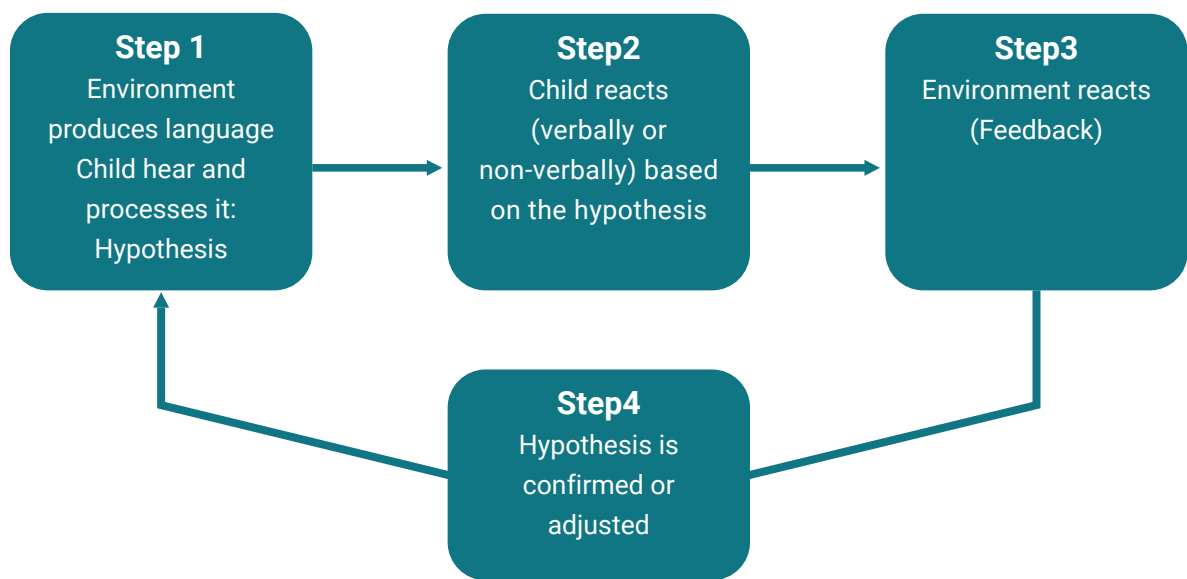 Step 1
Environment
produces language
Child hear and
processes it:
Hypothesis
Step2
Child reacts
(verbally or
non-verbally) based
on the hypothesis
Step3
Environment reacts
(Feedback)
Step4
Hypothesis is
confirmed or
adjusted